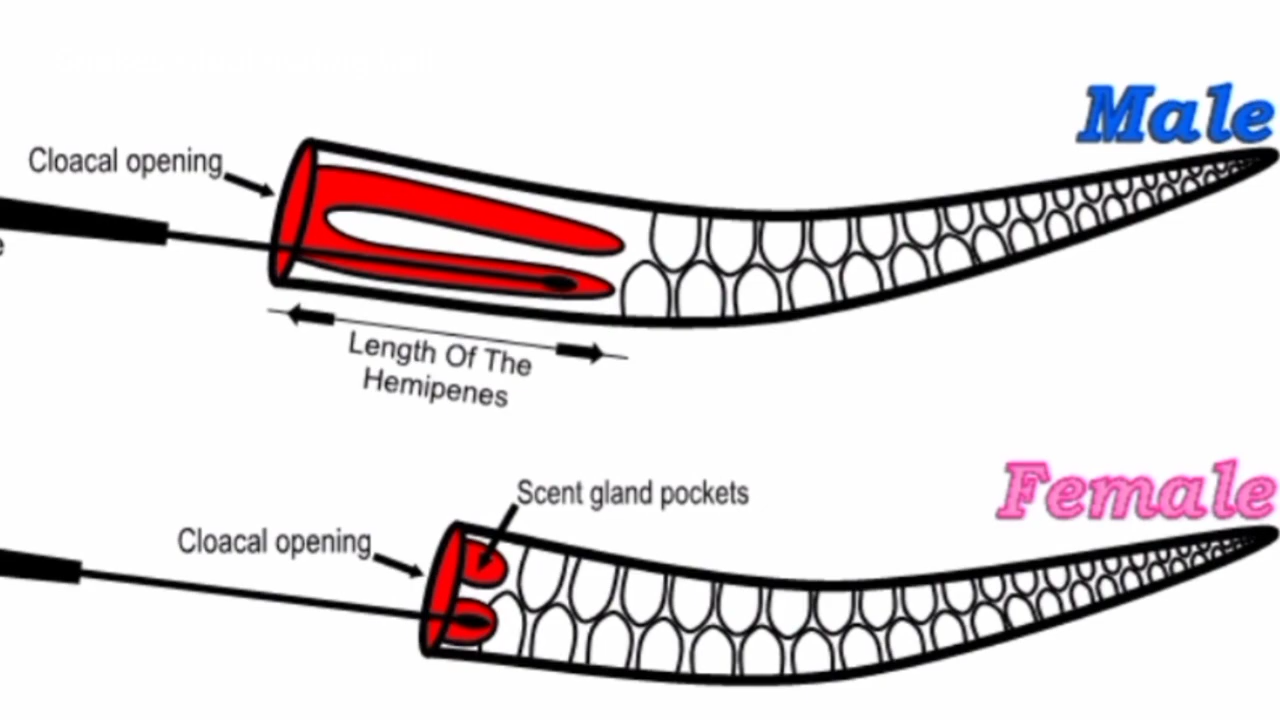 Male
Cloacal opening
e
Length Of The
Hemipenes
Female
Scent gland pockets
Cloacal opening